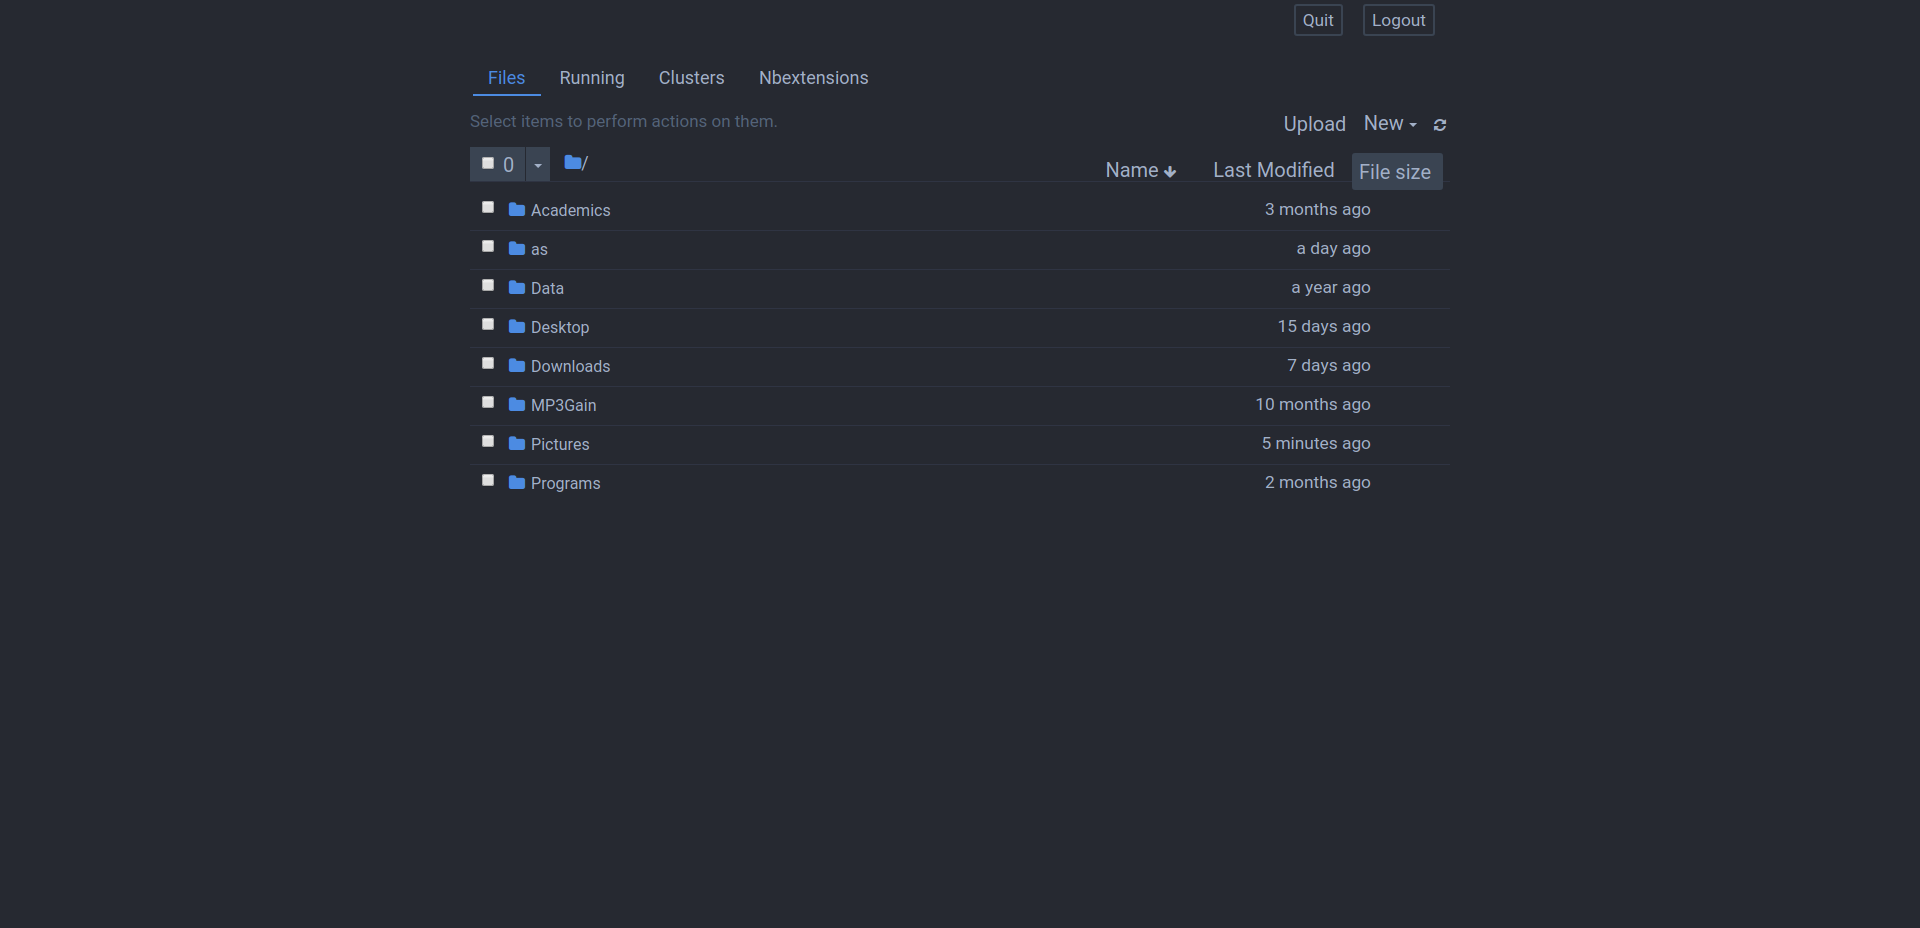 Quit Logout
Files Running Clusters Nbextensions
Select items to perform actions on them.
Upload New
0 / Name Last Modified File size
Academics 3 months ago
as a day ago
Data a year ago
Desktop 15 days ago
Downloads 7 days ago
MP3Gain 10 months ago
Pictures 5 minutes ago
Programs 2 months ago